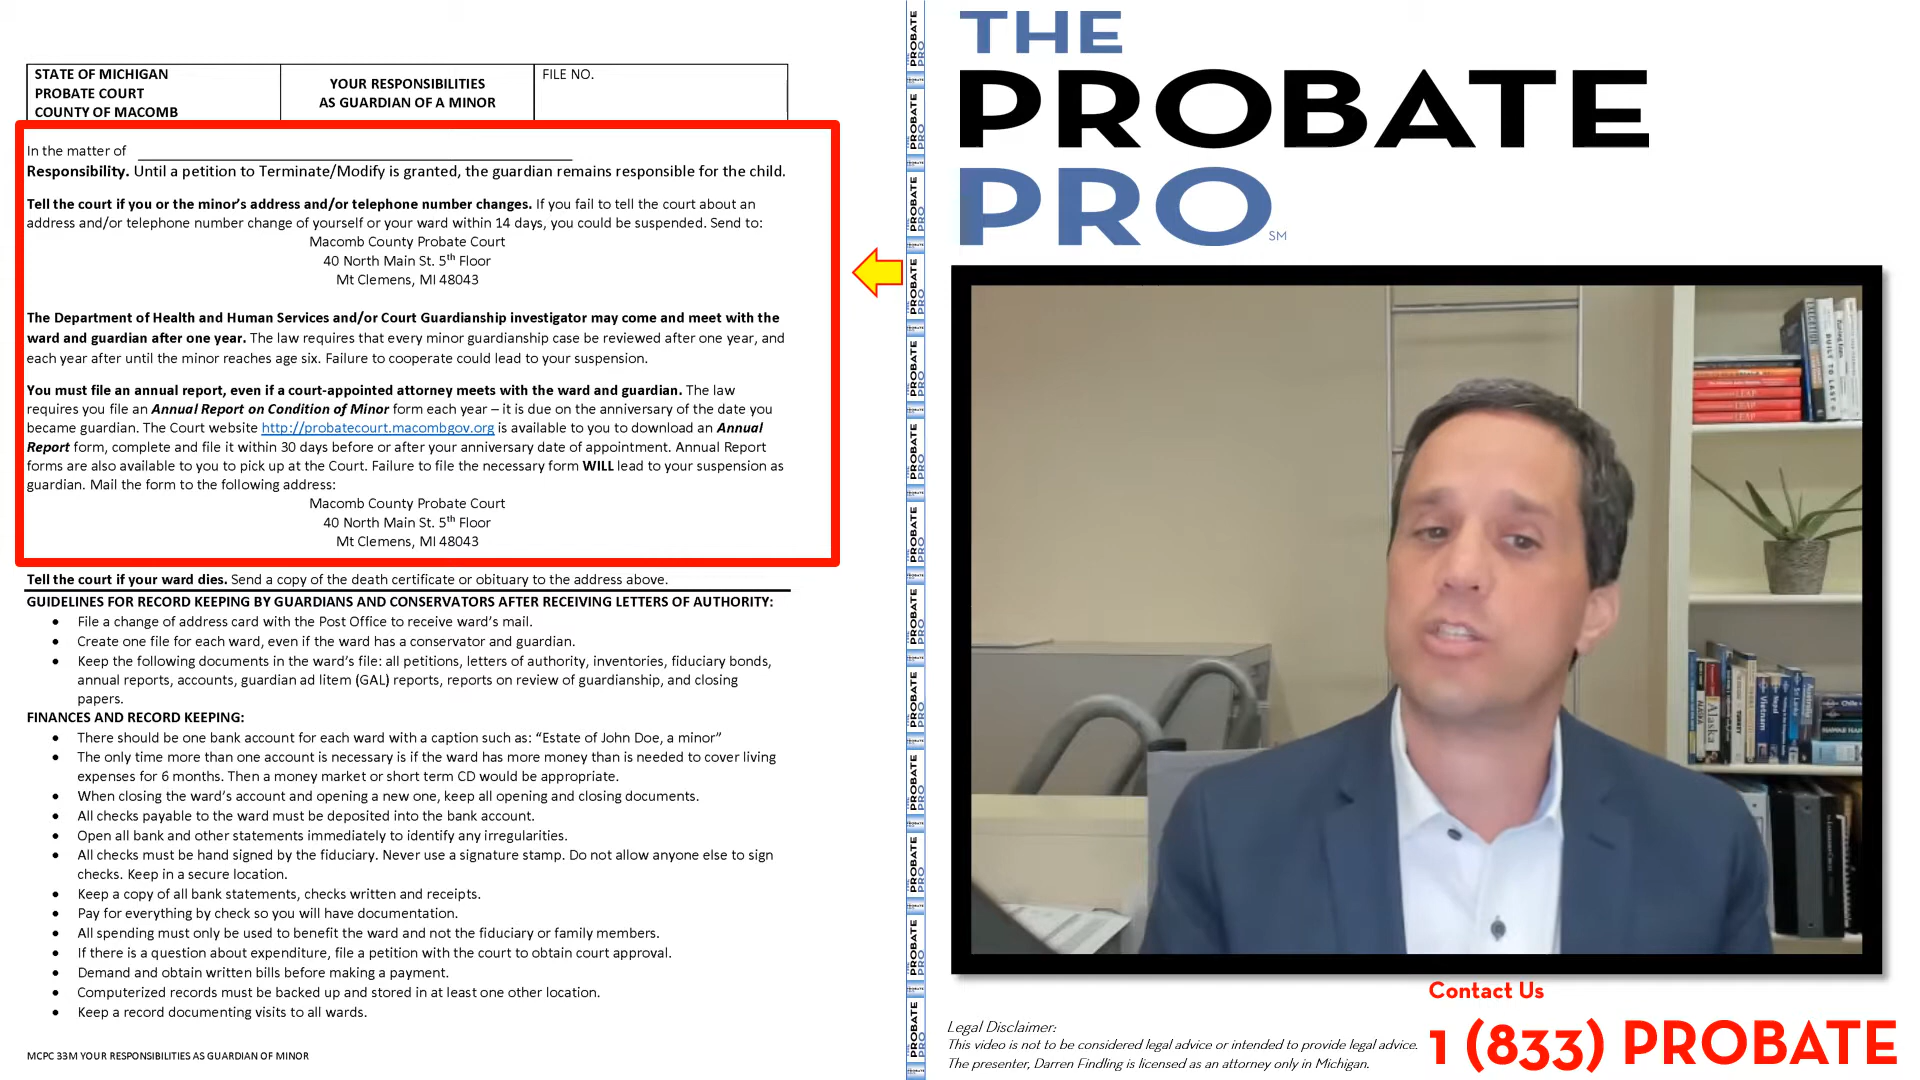 STATE OF MICHIGAN
PROBATE COURT
COUNTY OF MACOMB
YOUR RESPONSIBILITIES
AS GUARDIAN OF A MINOR
FILE NO.
In the matter of
Responsibility. Until a petition to Terminate/Modify is granted, the guardian remains responsible for the child.
Tell the court if you or the minor's address and/or telephone number changes. If you fail to tell the court about an
address and/or telephone number change of yourself or your ward within 14 days, you could be suspended. Send to:
Macomb County Probate Court
40 North Main St. 5th Floor
Mt Clemens, MI 48043
The Department of Health and Human Services and/or Court Guardianship investigator may come and meet with the
ward and guardian after one year. The law requires that every minor guardianship case be reviewed after one year, and
each year after until the minor reaches age six. Failure to cooperate could lead to your suspension.
You must file an annual report, even if a court-appointed attorney meets with the ward and guardian. The law
requires you file an Annual Report on Condition of Minor form each year – it is due on the anniversary of the date you
became guardian. The Court website http://probatecourt.macombgov.org is available to you to download an Annual
Report form, complete and file it within 30 days before or after your anniversary date of appointment. Annual Report
forms are also available to you to pick up at the Court. Failure to file the necessary form WILL lead to your suspension as
guardian. Mail the form to the following address:
Macomb County Probate Court
40 North Main St. 5th Floor
Mt Clemens, MI 48043
Tell the court if your ward dies. Send a copy of the death certificate or obituary to the address above.
GUIDELINES FOR RECORD KEEPING BY GUARDIANS AND CONSERVATORS AFTER RECEIVING LETTERS OF AUTHORITY:
• File a change of address card with the Post Office to receive ward's mail.
• Create one file for each ward, even if the ward has a conservator and guardian.
• Keep the following documents in the ward's file: all petitions, letters of authority, inventories, fiduciary bonds,
annual reports, accounts, guardian ad litem (GAL) reports, reports on review of guardianship, and closing
papers.
FINANCES AND RECORD KEEPING:
• There should be one bank account for each ward with a caption such as: "Estate of John Doe, a minor"
• The only time more than one account is necessary is if the ward has more money than is needed to cover living
expenses for 6 months. Then a money market or short term CD would be appropriate.
• When closing the ward's account and opening a new one, keep all opening and closing documents.
• All checks payable to the ward must be deposited into the bank account.
• Open all bank and other statements immediately to identify any irregularities.
• All checks must be hand signed by the fiduciary. Never use a signature stamp. Do not allow anyone else to sign
checks. Keep in a secure location.
• Keep a copy of all bank statements, checks written and receipts.
• Pay for everything by check so you will have documentation.
• All spending must only be used to benefit the ward and not the fiduciary or family members.
• If there is a question about expenditure, file a petition with the court to obtain court approval.
• Demand and obtain written bills before making a payment.
• Computerized records must be backed up and stored in at least one other location.
• Keep a record documenting visits to all wards.
MCPC 33M YOUR RESPONSIBILITIES AS GUARDIAN OF MINOR
THE
PROBATE
PRO SM
BUILT TO LAST
LEAP
Alaska
Vietnam
Chile
Contact Us
1 (833) PROBATE
Legal Disclaimer:
This video is not to be considered legal advice or intended to provide legal advice.
The presenter, Darren Findling is licensed as an attorney only in Michigan.